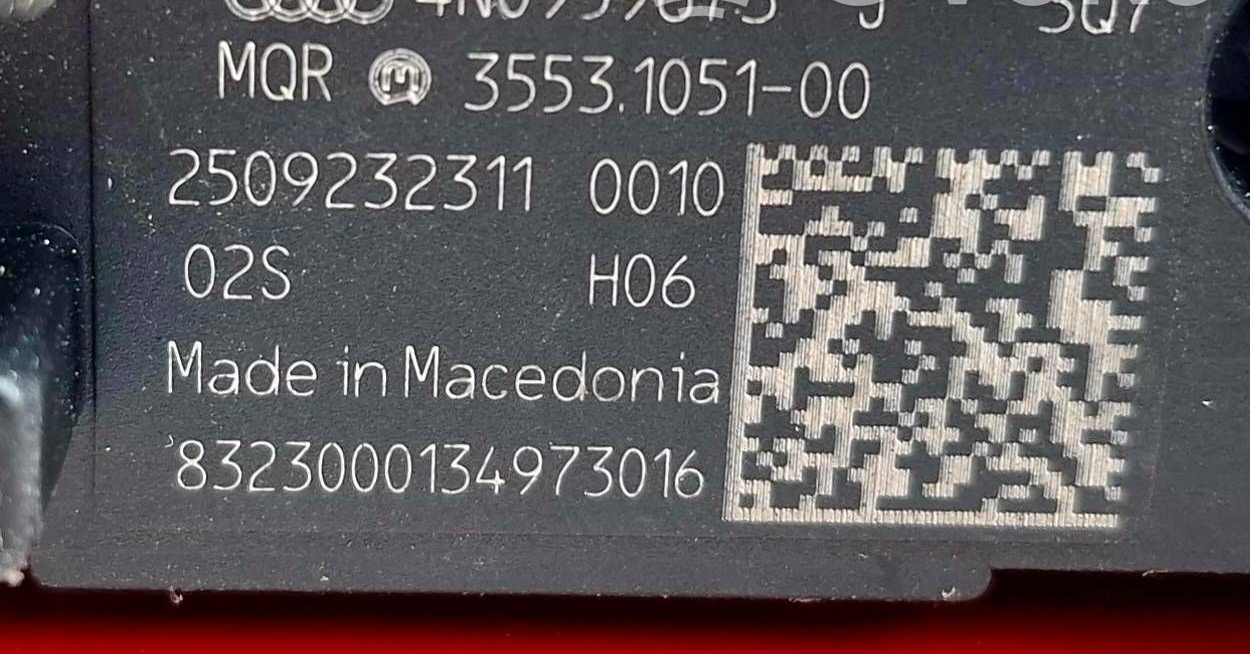 MQR M 3553.1051-00
2509232311 0010
02S H06
Made in Macedonia
8323000134973016